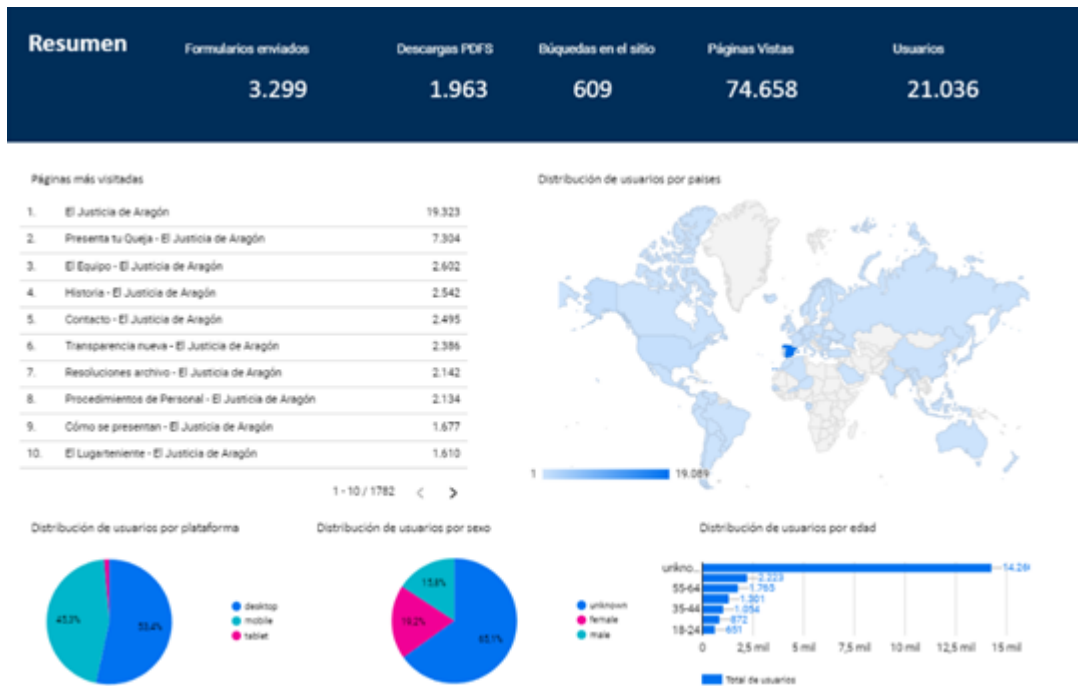 Resumen
Formularios enviados
Descargas PDFS
Búquedas en el sitio
Páginas Vistas
Usuarios
3.299
1.963
609
74.658
21.036
Páginas más visitadas
1. El Justicia de Aragón 19.323
2. Presenta tu Queja - El Justicia de Aragón 7.304
3. El Equipo - El Justicia de Aragón 2.602
4. Historia - El Justicia de Aragón 2.542
5. Contacto - El Justicia de Aragón 2.495
6. Transparencia nueva - El Justicia de Aragón 2.386
7. Resoluciones archivo - El Justicia de Aragón 2.142
8. Procedimientos de Personal - El Justicia de Aragón 2.134
9. Cómo se presentan - El Justicia de Aragón 1.677
10. El Lugarteniente - El Justicia de Aragón 1.610
1 - 10 / 1782 < >
Distribución de usuarios por países
1 19.089
Distribución de usuarios por plataforma
45,3%
53,4%
desktop
mobile
tablet
Distribución de usuarios por sexo
15,8%
19,2%
65,1%
unknown
female
male
Distribución de usuarios por edad
unkno... 14.26
2.223
55-64 1.765
1.301
35-44 1.054
872
18-24 651
0 2,5 mil 5 mil 7,5 mil 10 mil 12,5 mil 15 mil
Total de usuarios